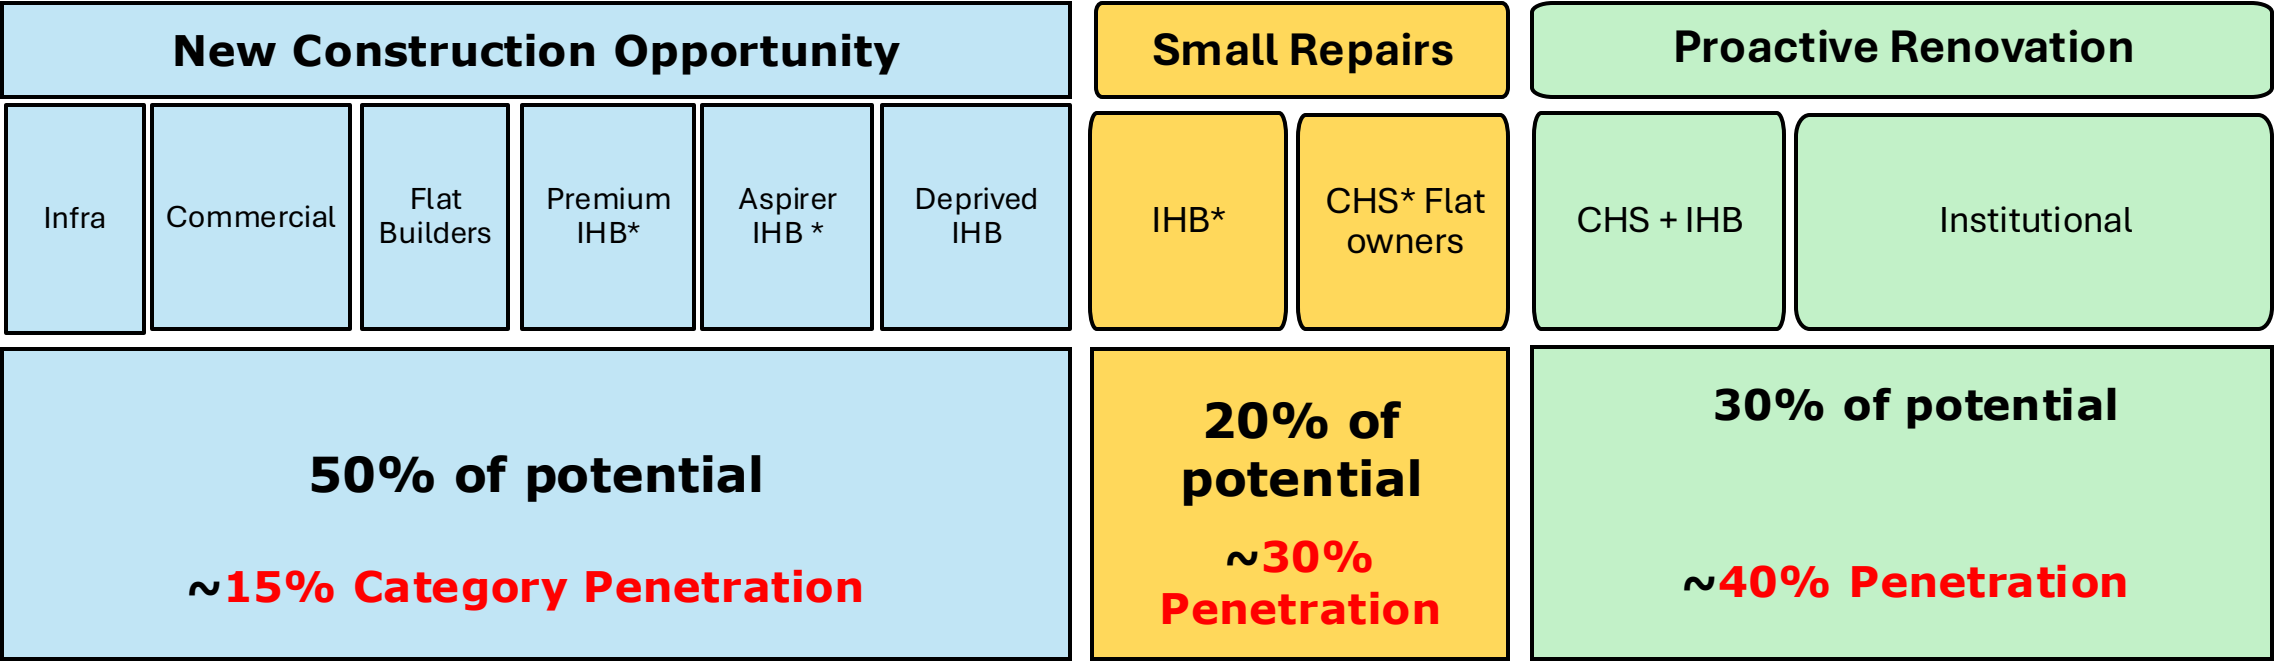 New Construction Opportunity
Small Repairs
Proactive Renovation
Infra
Commercial
Flat
Builders
Premium
IHB*
Aspirer
IHB *
Deprived
IHB
IHB*
CHS* Flat
owners
CHS + IHB
Institutional
50% of potential
~15% Category Penetration
20% of
potential
~30%
Penetration
30% of potential
~40% Penetration